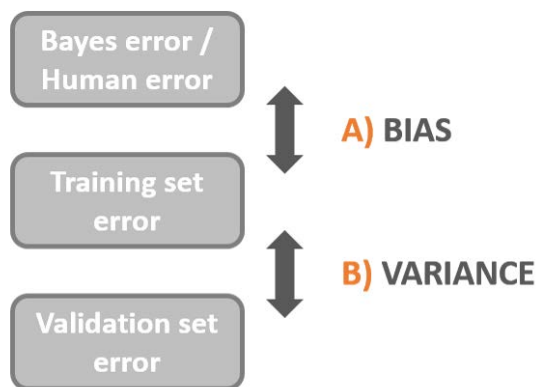 Bayes error /
Human error
A) BIAS
Training set
error
B) VARIANCE
Validation set
error